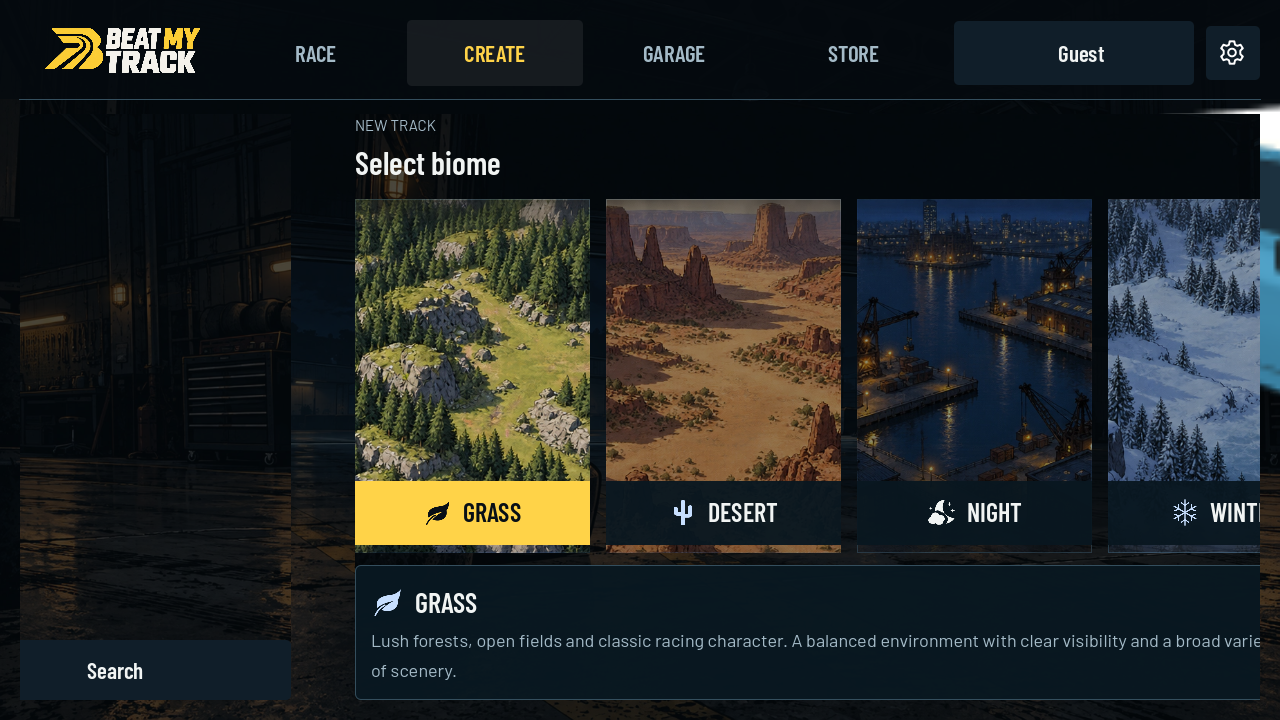 BEAT MY
TRACK
RACE
CREATE
GARAGE
STORE
Guest
NEW TRACK
Select biome
GRASS
DESERT
NIGHT
WINT
GRASS
Lush forests, open fields and classic racing character. A balanced environment with clear visibility and a broad varie
of scenery.
Search